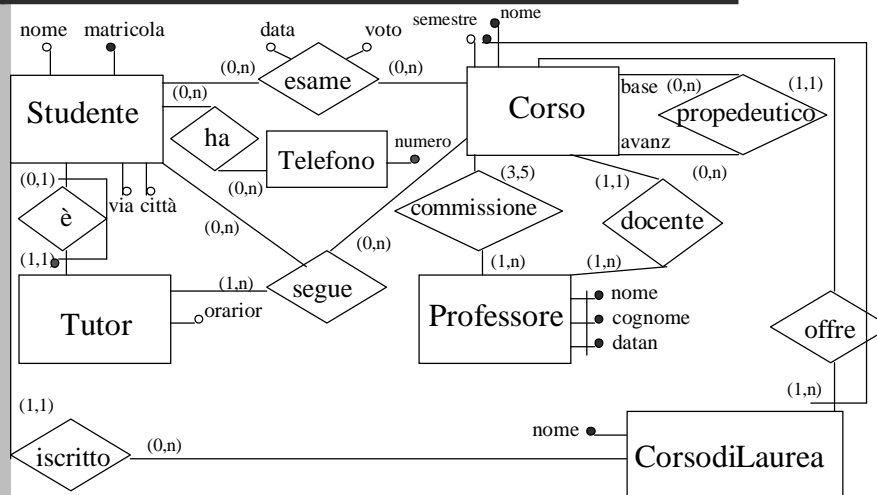 semestre nome
nome matricola data voto
(0,n) esame (0,n)
Studente
(0,n)
Corso
base (0,n) (1,1)
propedeutico
avanz
ha
Telefono numero
(0,n)
(0,n)
(0,1)
è
(1,1)
via città
(0,n)
(0,n)
(3,5)
commissione
(1,1)
docente
(1,n) (1,n)
(1,n)
segue
Tutor
orarior
Professore
nome
cognome
datan
offre
(1,n)
(1,1)
iscritto
(0,n)
nome
CorsodiLaurea